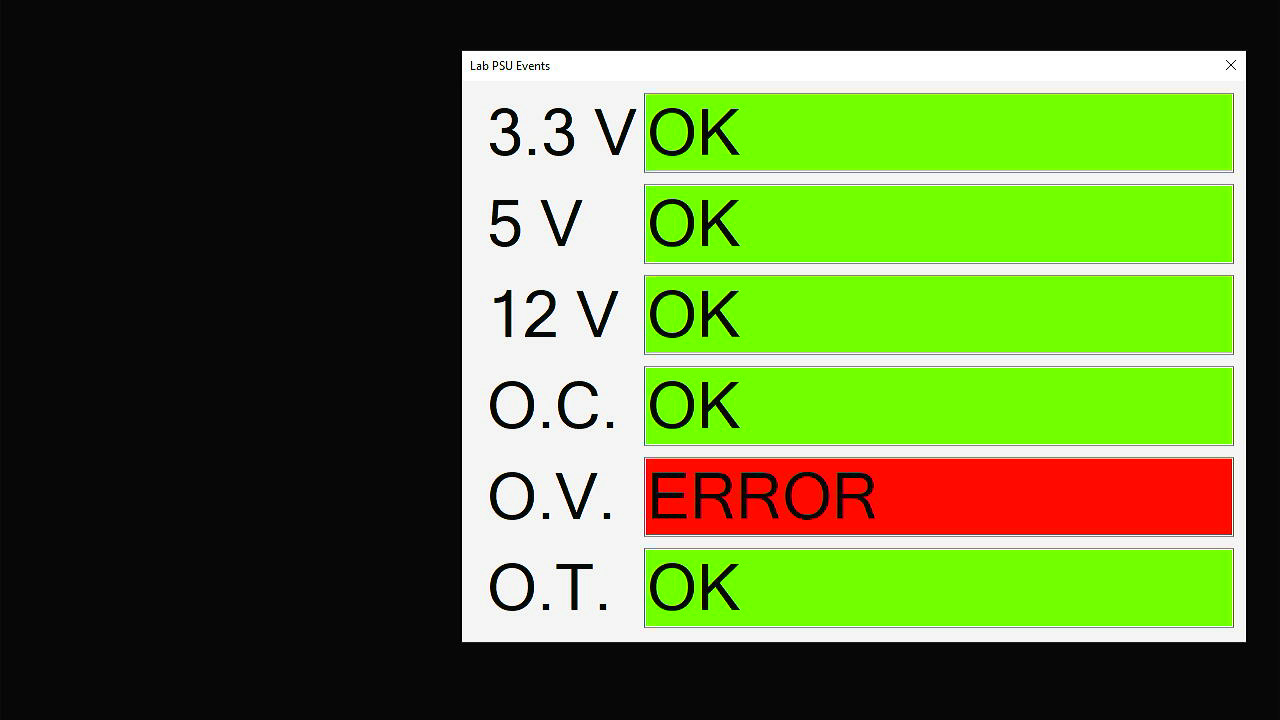 Lab PSU Events
3.3 V OK
5 V OK
12 V OK
O.C. OK
O.V. ERROR
O.T. OK